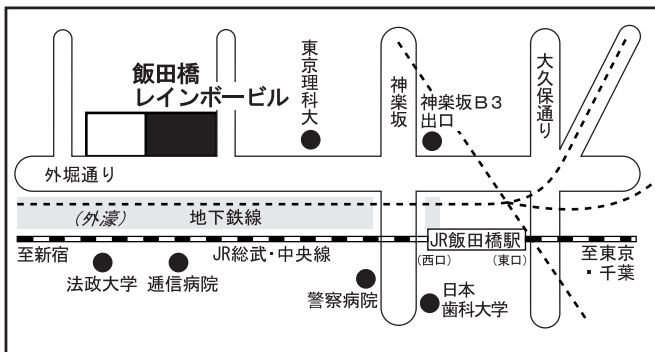 飯田橋
レインボービル
東京理科大
神楽坂
神楽坂B3
出口
大久保通り
外堀通り
(外濠)
地下鉄線
JR飯田橋駅
(西口)
(東口)
至新宿
JR総武・中央線
至東京
・千葉
法政大学
逓信病院
警察病院
日本
歯科大学